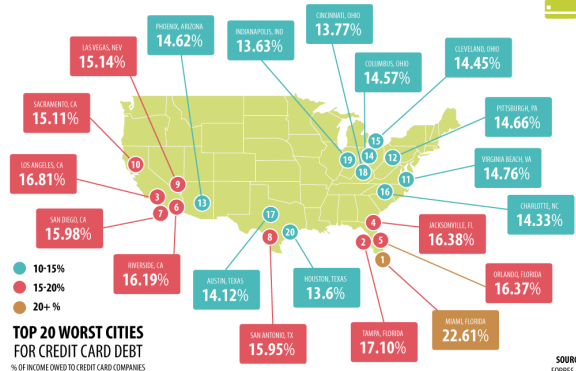 CINCINNATI, OHIO
13.77%
PHOENIX, ARIZONA
14.62%
INDIANAPOLIS, IND
13.63%
LAS VEGAS, NEV
15.14%
COLUMBUS, OHIO
14.57%
CLEVELAND, OHIO
14.45%
SACRAMENTO, CA
15.11%
PITTSBURGH, PA
14.66%
LOS ANGELES, CA
16.81%
VIRGINIA BEACH, VA
14.76%
SAN DIEGO, CA
15.98%
CHARLOTTE, NC
14.33%
RIVERSIDE, CA
16.19%
JACKSONVILLE, FL
16.38%
AUSTIN, TEXAS
14.12%
HOUSTON, TEXAS
13.6%
ORLANDO, FLORIDA
16.37%
SAN ANTONIO, TX
15.95%
TAMPA, FLORIDA
17.10%
MIAMI, FLORIDA
22.61%
10
9
3
7
6
13
17
8
20
19
18
14
15
12
11
16
4
2
5
1
10-15%
15-20%
20+ %
TOP 20 WORST CITIES
FOR CREDIT CARD DEBT
% OF INCOME OWED TO CREDIT CARD COMPANIES